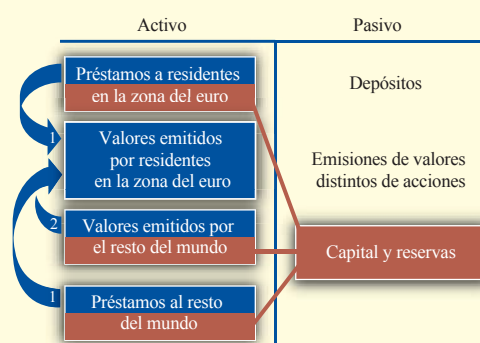 Activo
Pasivo
Préstamos a residentes
en la zona del euro
Depósitos
1
Valores emitidos
por residentes
en la zona del euro
Emisiones de valores
distintos de acciones
2
Valores emitidos por
el resto del mundo
Capital y reservas
1
Préstamos al resto
del mundo